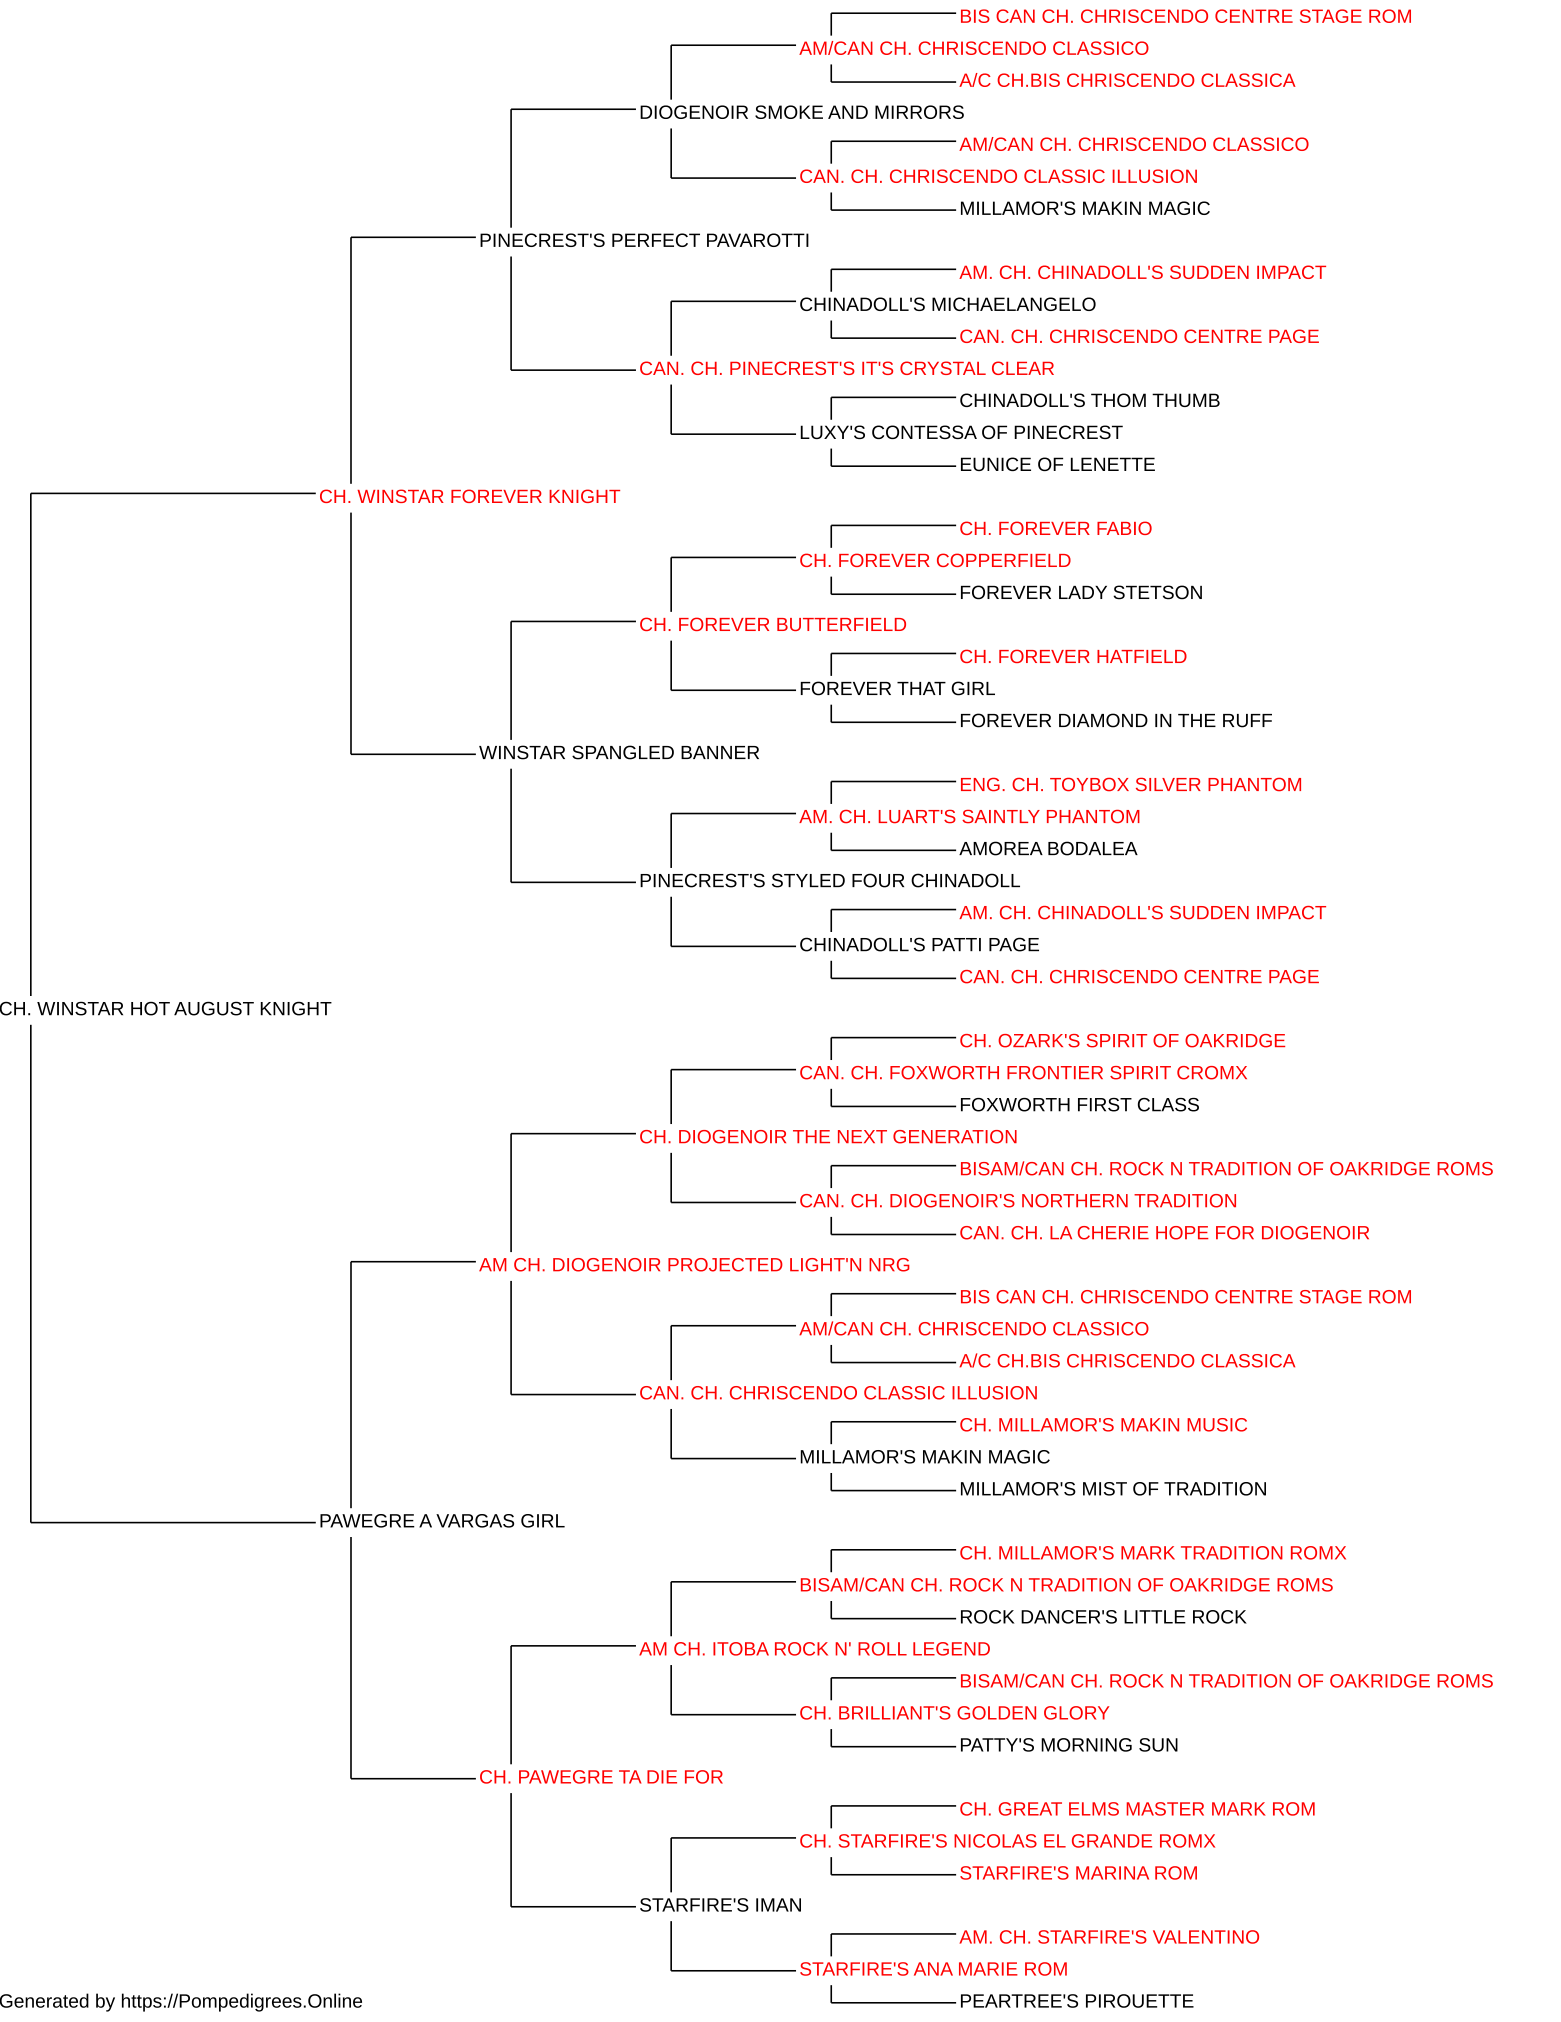 BIS CAN CH. CHRISCENDO CENTRE STAGE ROM
AM/CAN CH. CHRISCENDO CLASSICO
A/C CH.BIS CHRISCENDO CLASSICA
DIOGENOIR SMOKE AND MIRRORS
AM/CAN CH. CHRISCENDO CLASSICO
CAN. CH. CHRISCENDO CLASSIC ILLUSION
MILLAMOR'S MAKIN MAGIC
PINECREST'S PERFECT PAVAROTTI
AM. CH. CHINADOLL'S SUDDEN IMPACT
CHINADOLL'S MICHAELANGELO
CAN. CH. CHRISCENDO CENTRE PAGE
CAN. CH. PINECREST'S IT'S CRYSTAL CLEAR
CHINADOLL'S THOM THUMB
LUXY'S CONTESSA OF PINECREST
EUNICE OF LENETTE
CH. WINSTAR FOREVER KNIGHT
CH. FOREVER FABIO
CH. FOREVER COPPERFIELD
FOREVER LADY STETSON
CH. FOREVER BUTTERFIELD
CH. FOREVER HATFIELD
FOREVER THAT GIRL
FOREVER DIAMOND IN THE RUFF
WINSTAR SPANGLED BANNER
ENG. CH. TOYBOX SILVER PHANTOM
AM. CH. LUART'S SAINTLY PHANTOM
AMOREA BODALEA
PINECREST'S STYLED FOUR CHINADOLL
AM. CH. CHINADOLL'S SUDDEN IMPACT
CHINADOLL'S PATTI PAGE
CAN. CH. CHRISCENDO CENTRE PAGE
CH. WINSTAR HOT AUGUST KNIGHT
CH. OZARK'S SPIRIT OF OAKRIDGE
CAN. CH. FOXWORTH FRONTIER SPIRIT CROMX
FOXWORTH FIRST CLASS
CH. DIOGENOIR THE NEXT GENERATION
BISAM/CAN CH. ROCK N TRADITION OF OAKRIDGE ROMS
CAN. CH. DIOGENOIR'S NORTHERN TRADITION
CAN. CH. LA CHERIE HOPE FOR DIOGENOIR
AM CH. DIOGENOIR PROJECTED LIGHT'N NRG
BIS CAN CH. CHRISCENDO CENTRE STAGE ROM
AM/CAN CH. CHRISCENDO CLASSICO
A/C CH.BIS CHRISCENDO CLASSICA
CAN. CH. CHRISCENDO CLASSIC ILLUSION
CH. MILLAMOR'S MAKIN MUSIC
MILLAMOR'S MAKIN MAGIC
MILLAMOR'S MIST OF TRADITION
PAWEGRE A VARGAS GIRL
CH. MILLAMOR'S MARK TRADITION ROMX
BISAM/CAN CH. ROCK N TRADITION OF OAKRIDGE ROMS
ROCK DANCER'S LITTLE ROCK
AM CH. ITOBA ROCK N' ROLL LEGEND
BISAM/CAN CH. ROCK N TRADITION OF OAKRIDGE ROMS
CH. BRILLIANT'S GOLDEN GLORY
PATTY'S MORNING SUN
CH. PAWEGRE TA DIE FOR
CH. GREAT ELMS MASTER MARK ROM
CH. STARFIRE'S NICOLAS EL GRANDE ROMX
STARFIRE'S MARINA ROM
STARFIRE'S IMAN
AM. CH. STARFIRE'S VALENTINO
STARFIRE'S ANA MARIE ROM
PEARTREE'S PIROUETTE
Generated by https://Pompedigrees.Online